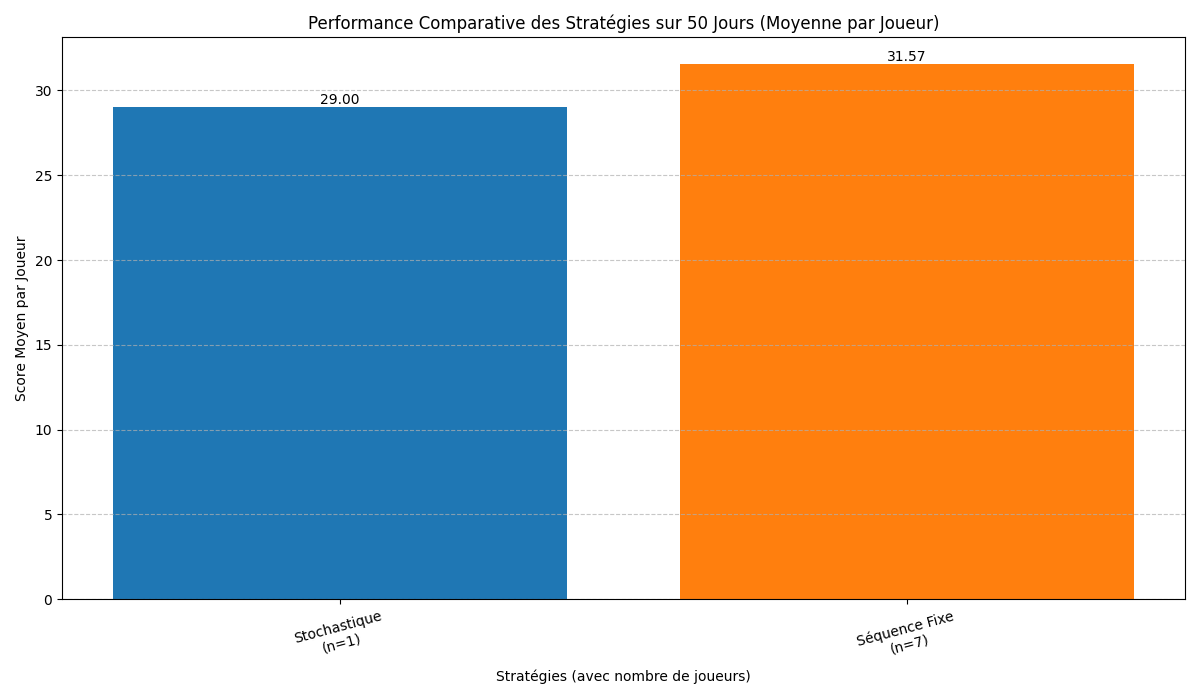 Performance Comparative des Stratégies sur 50 Jours (Moyenne par Joueur)
31.57
29.00
30
25
20
15
10
5
0
Score Moyen par Joueur
Stochastique
(n=1)
Séquence Fixe
(n=7)
Stratégies (avec nombre de joueurs)